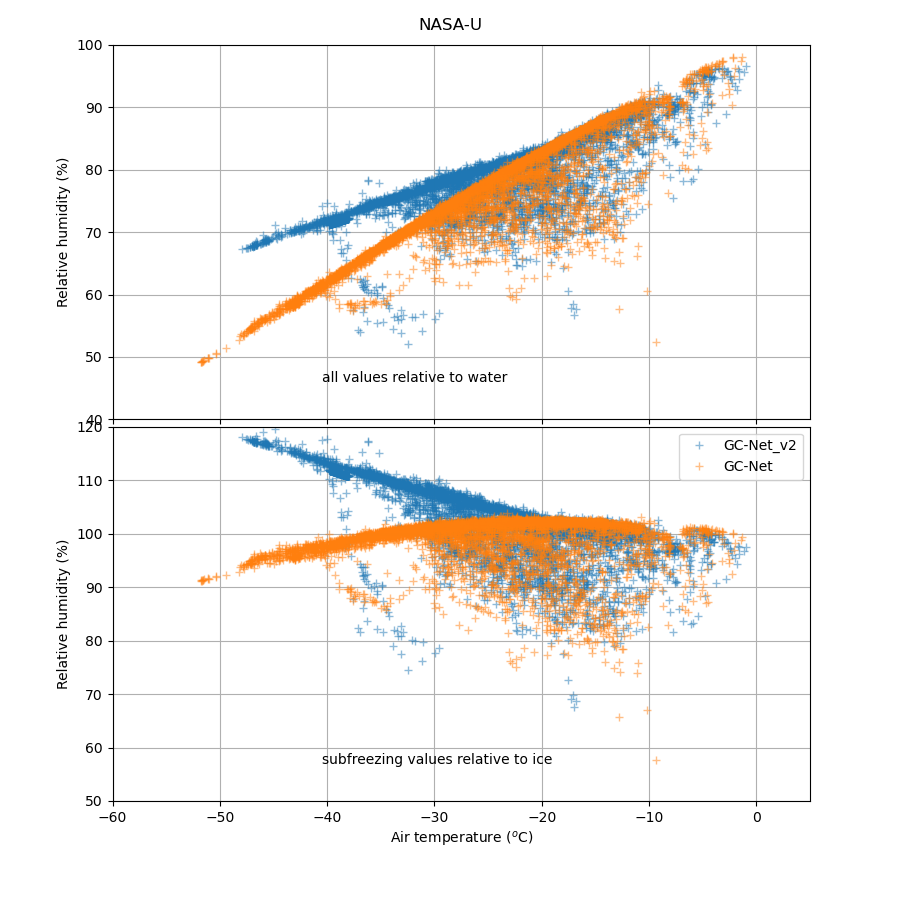 NASA-U
100
90
80
70
60
50
40
Relative humidity (%)
all values relative to water
120
110
100
90
80
70
60
50
Relative humidity (%)
GC-Net_v2
GC-Net
subfreezing values relative to ice
−60 −50 −40 −30 −20 −10 0
Air temperature (°C)